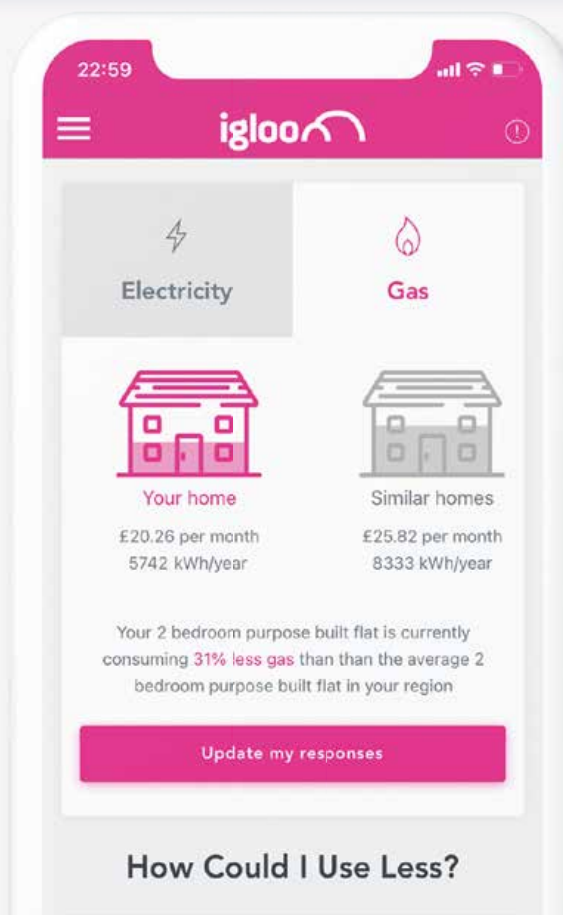 22:59
igloo
Electricity
Gas
Your home
Similar homes
£20.26 per month
£25.82 per month
5742 kWh/year
8333 kWh/year
Your 2 bedroom purpose built flat is currently
consuming 31% less gas than than the average 2
bedroom purpose built flat in your region
Update my responses
How Could I Use Less?